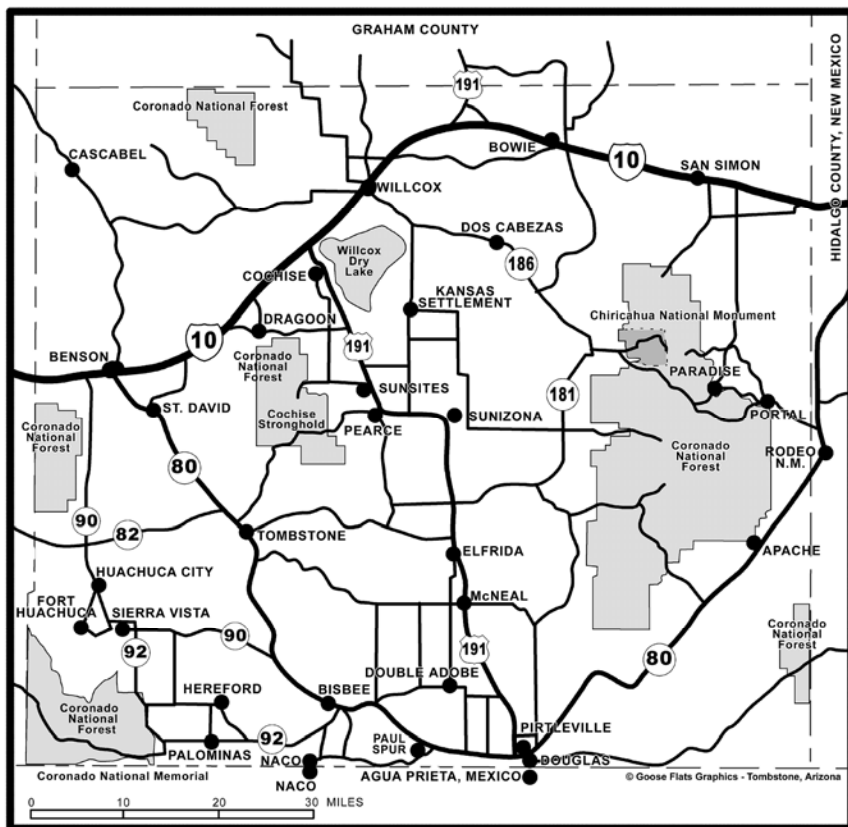 GRAHAM COUNTY
191
Coronado National Forest
HIDALGO COUNTY, NEW MEXICO
CASCABEL
BOWIE
10
SAN SIMON
WILLCOX
DOS CABEZAS
186
Willcox
Dry
Lake
COCHISE
KANSAS
SETTLEMENT
Chiricahua National Monument
DRAGOON
10
191
BENSON
Coronado
National
Forest
PARADISE
SUNSITES
181
ST. DAVID
Cochise
Stronghold
PEARCE
SUNIZONA
PORTAL
Coronado
National
Forest
Coronado
National
Forest
RODEO
N.M.
80
90
82
TOMBSTONE
ELFRIDA
APACHE
HUACHUCA CITY
McNEAL
FORT
HUACHUCA
SIERRA VISTA
90
92
191
80
Coronado
National
Forest
DOUBLE ADOBE
HEREFORD
BISBEE
Coronado
National
Forest
PALOMINAS
92
PAUL
SPUR
PIRTLEVILLE
NACO
DOUGLAS
Coronado National Memorial
NACO
AGUA PRIETA, MEXICO
© Goose Flats Graphics - Tombstone, Arizona
0 10 20 30 MILES